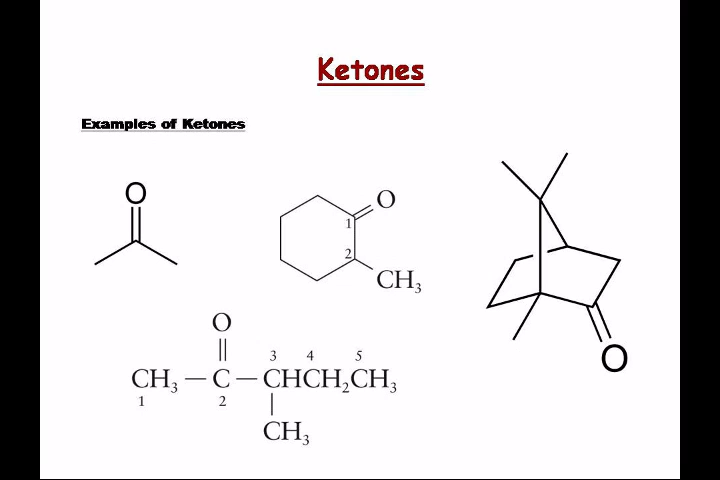 Ketones
Examples of Ketones
O
O
1
2
CH₃
O
O
3 4 5
CH₃ — C — CHCH₂CH₃
1 2
CH₃